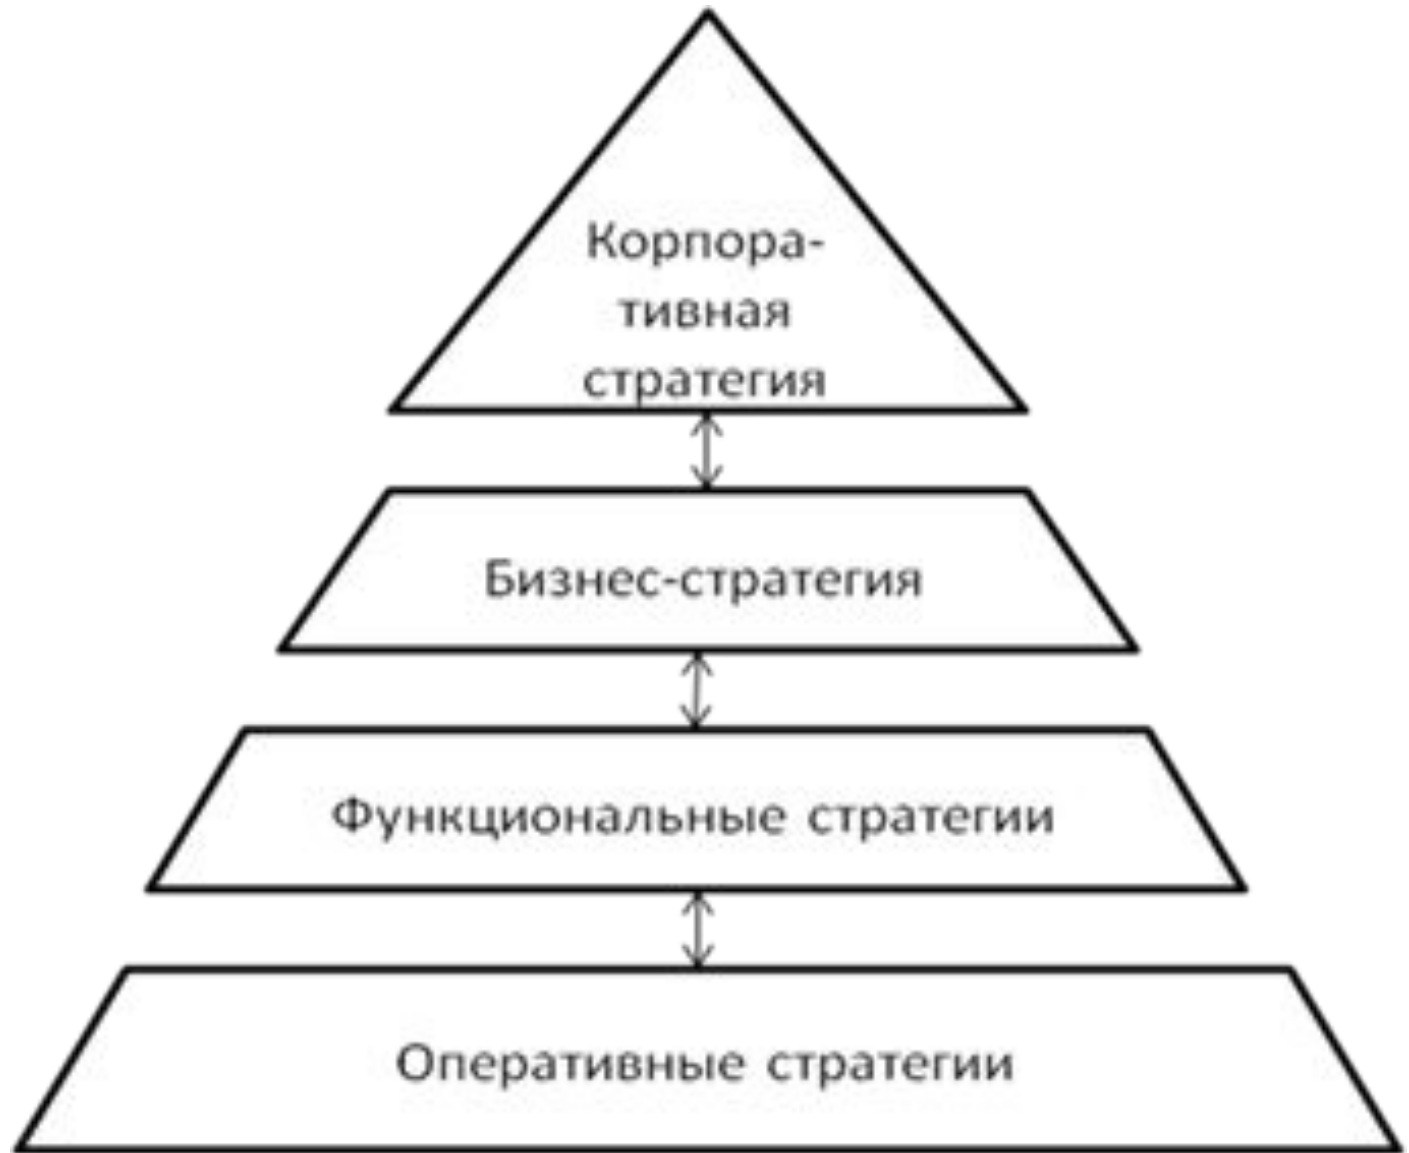 Корпора-
тивная
стратегия
Бизнес-стратегия
Функциональные стратегии
Оперативные стратегии